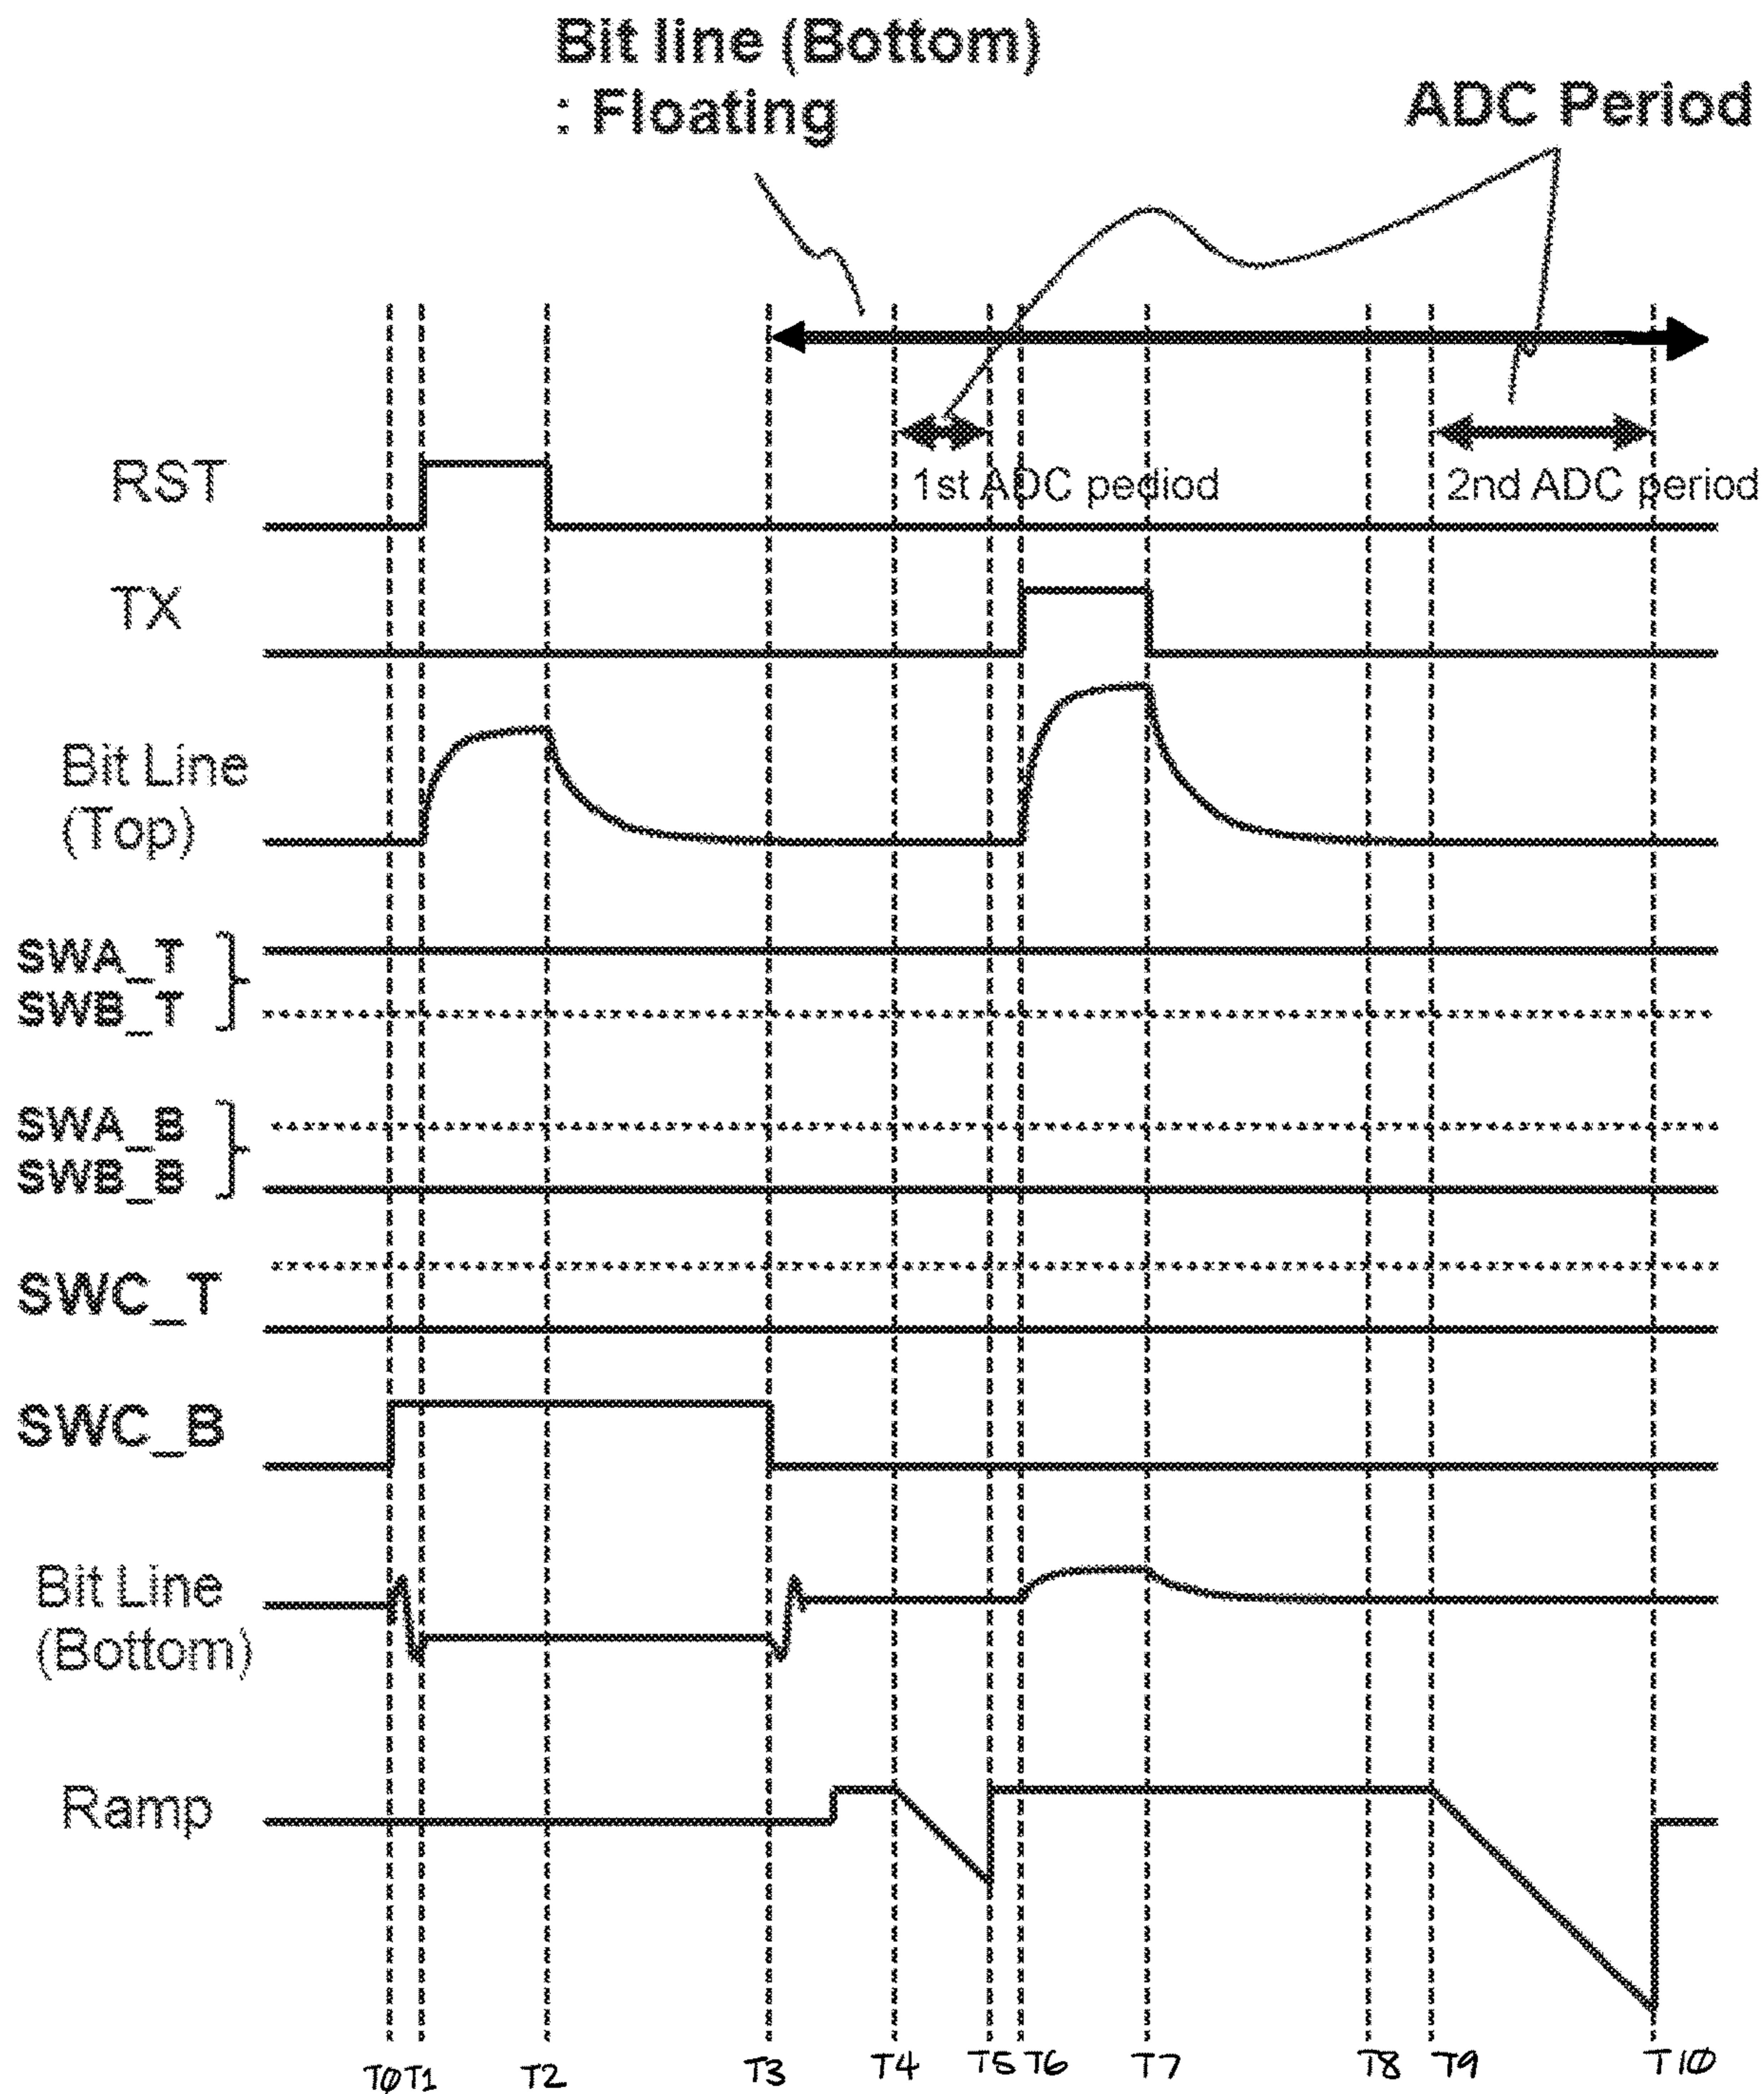 Bit line (Bottom)
: Floating
ADC Period
RST
1st ADC pediod
2nd ADC period
TX
Bit Line
(Top)
SWA_T
SWB_T
SWA_B
SWB_B
SWC_T
SWC_B
Bit Line
(Bottom)
Ramp
T0 T1 T2 T3 T4 T5 T6 T7 T8 T9 T10